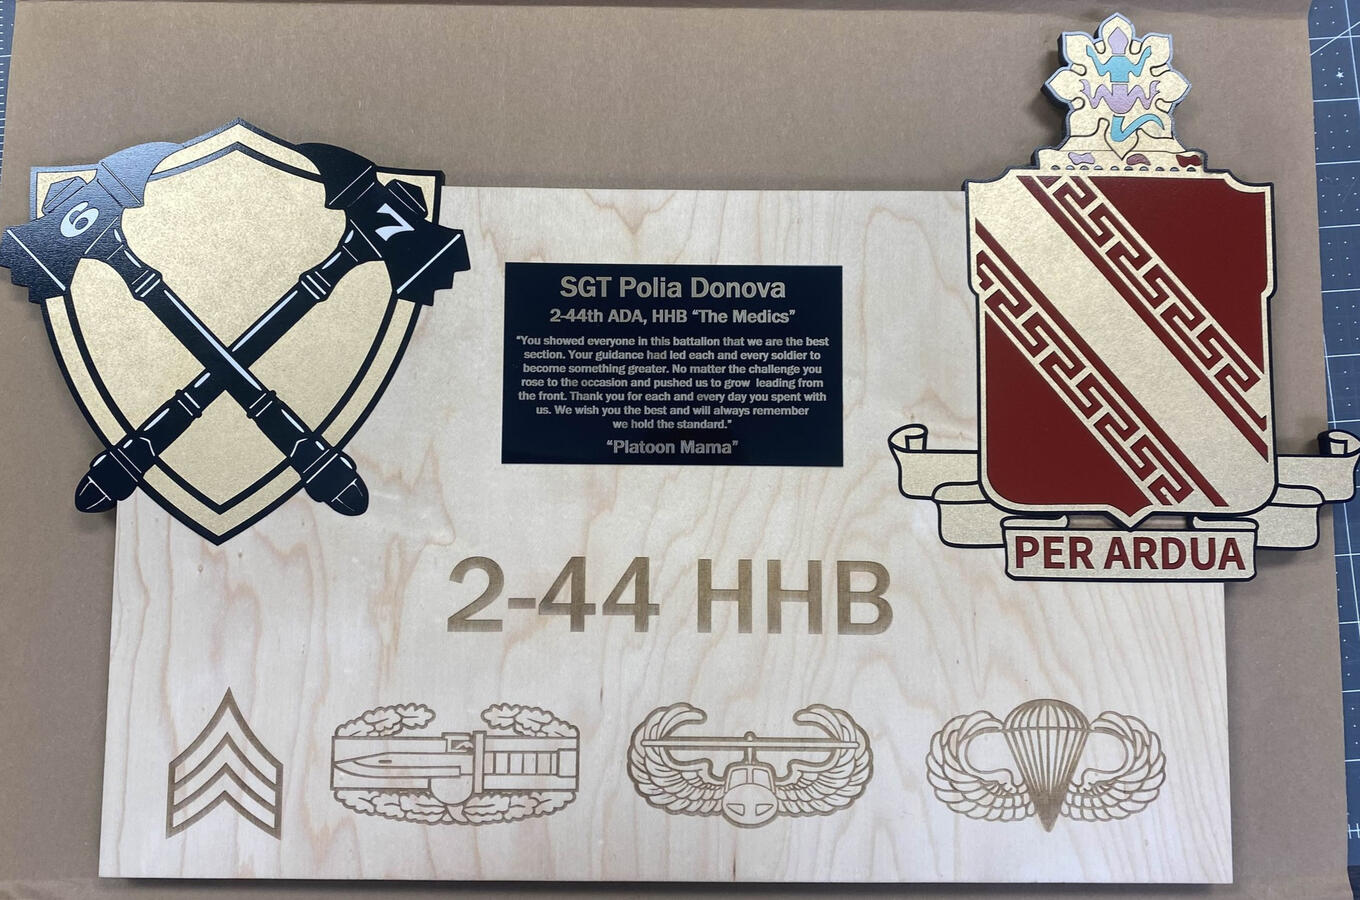 6
7
SGT Polia Donova
2-44th ADA, HHB “The Medics”
“You showed everyone in this battalion that we are the best
section. Your guidance had led each and every soldier to
become something greater. No matter the challenge you
rose to the occasion and pushed us to grow leading from
the front. Thank you for each and every day you spent with
us. We wish you the best and will always remember
we hold the standard.”
“Platoon Mama”
PER ARDUA
2-44 HHB